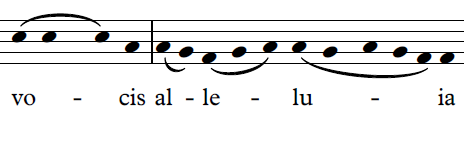 vo - cis al - le - lu - ia